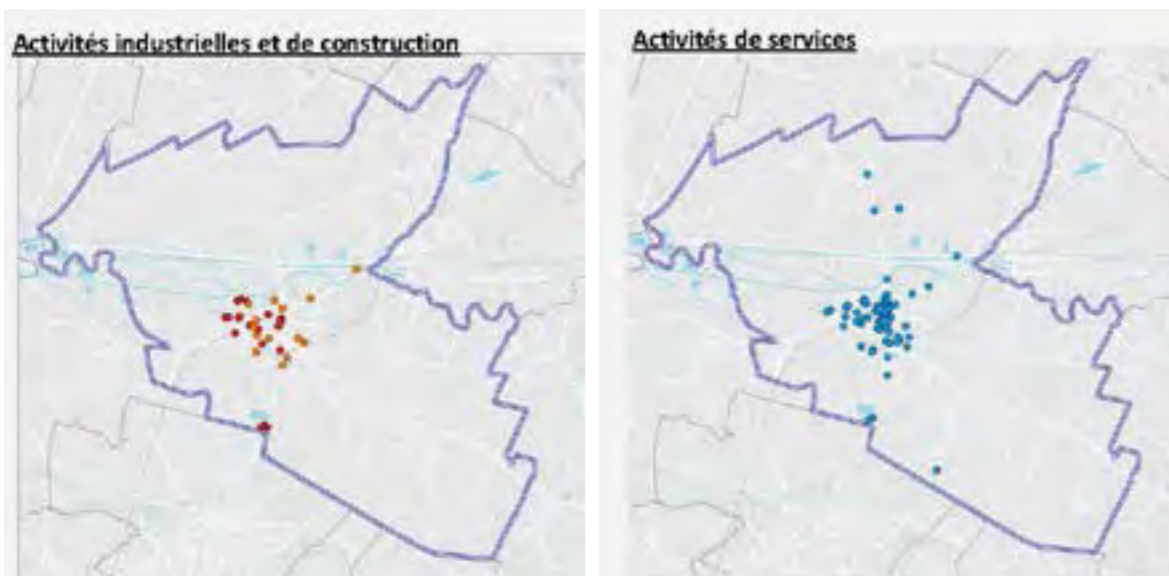 Activités industrielles et de construction
Activités de services